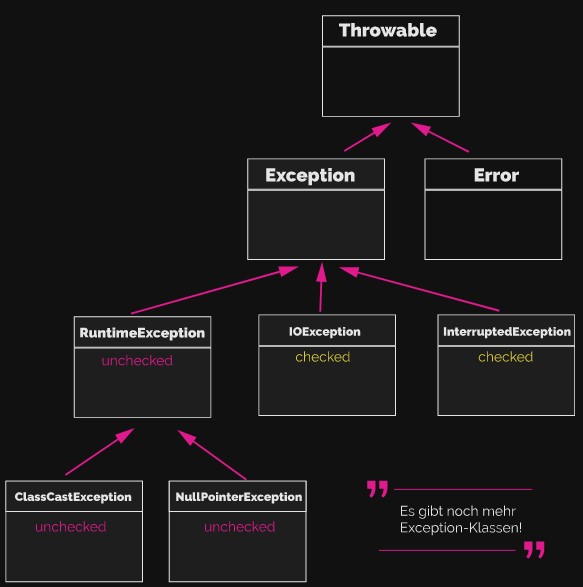 Throwable
Exception
Error
RuntimeException
unchecked
IOException
checked
InterruptedException
checked
ClassCastException
unchecked
NullPointerException
unchecked
Es gibt noch mehr
Exception-Klassen!